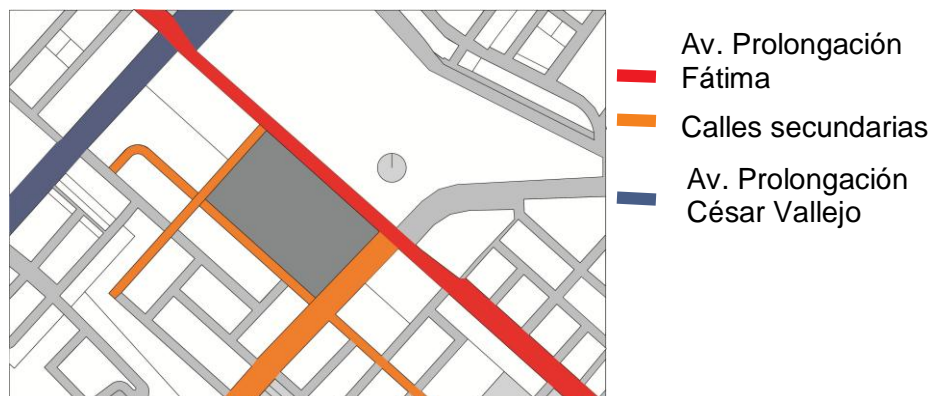 Av. Prolongación
Fátima
Calles secundarias
Av. Prolongación
César Vallejo